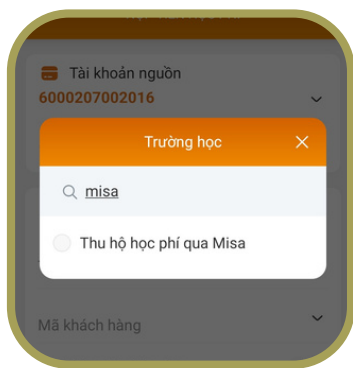 Tài khoản nguồn
6000207002016
Trường học
misa
Thu hộ học phí qua Misa
Mã khách hàng